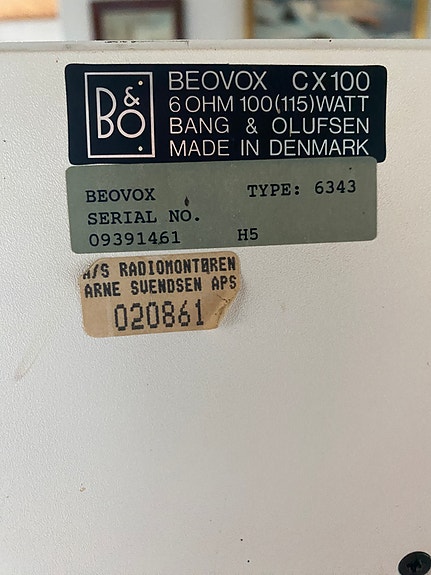 B&O
BEOVOX CX100
6 OHM 100(115)WATT
BANG & OLUFSEN
MADE IN DENMARK
BEOVOX TYPE: 6343
SERIAL NO.
09391461 H5
A/S RADIOMONTØREN
ARNE SVENDSEN APS
020861